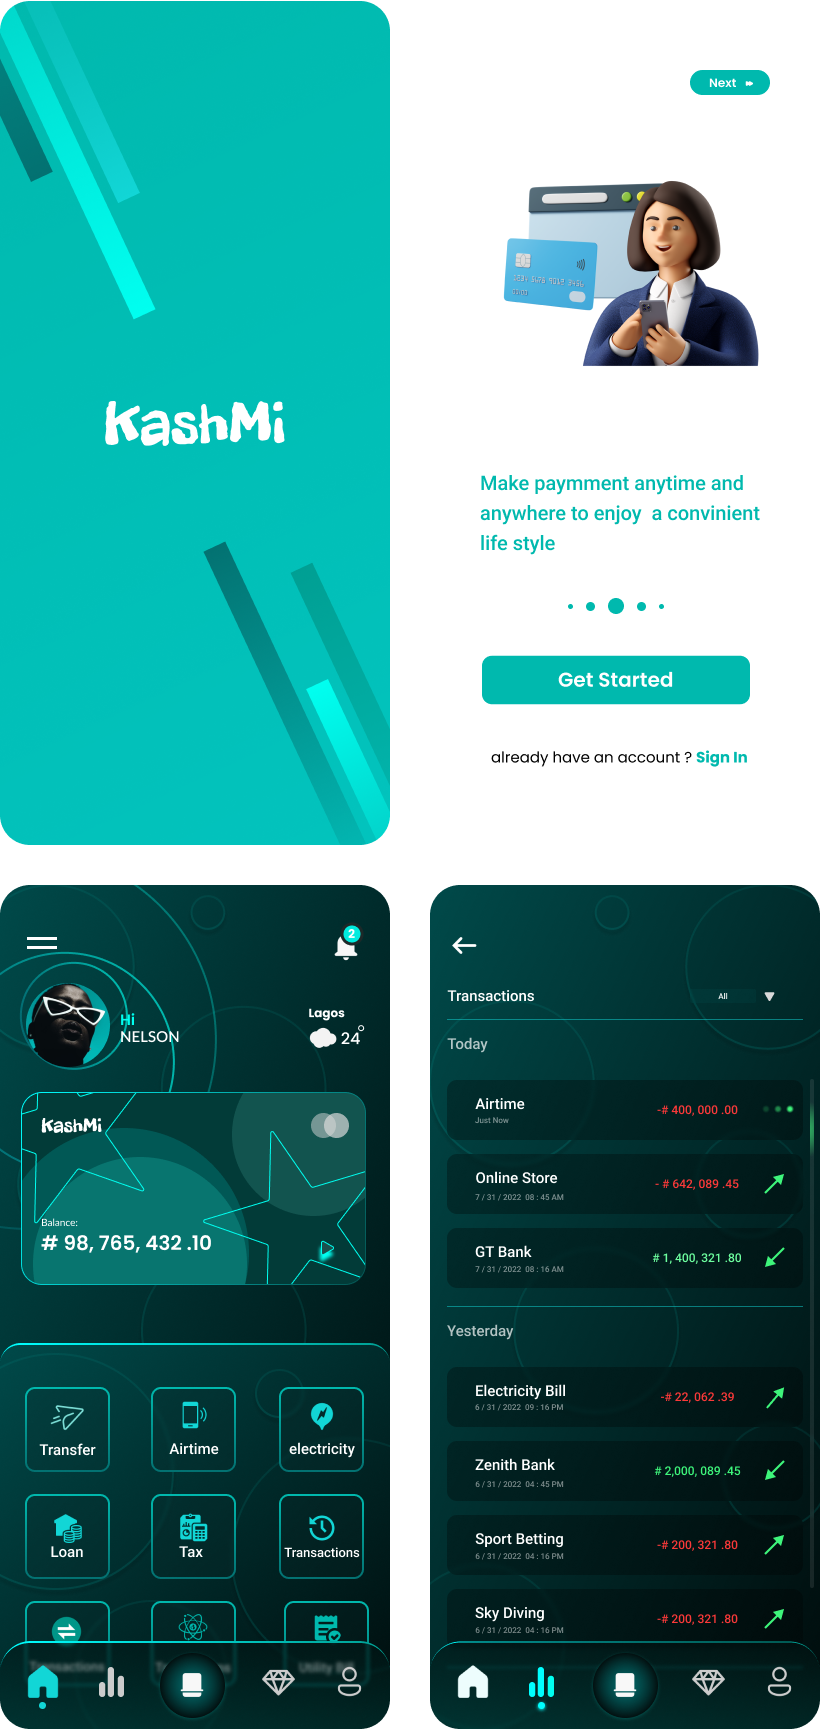 KashMi
Next
Make paymment anytime and
anywhere to enjoy a convinient
life style
Get Started
already have an account ? Sign In
2
Hi
NELSON
Lagos
24°
KashMi
Balance:
# 98, 765, 432 .10
Transfer
Airtime
electricity
Loan
Tax
Transactions
Transactions
Utility Bill
Transactions
All
Today
Airtime
Just Now
-# 400, 000 .00
Online Store
7 / 31 / 2022 08 : 45 AM
- # 642, 089 .45
GT Bank
7 / 31 / 2022 08 : 16 AM
# 1, 400, 321 .80
Yesterday
Electricity Bill
6 / 31 / 2022 09 : 16 PM
-# 22, 062 .39
Zenith Bank
6 / 31 / 2022 04 : 45 PM
# 2,000, 089 .45
Sport Betting
6 / 31 / 2022 04 : 16 PM
-# 200, 321 .80
Sky Diving
6 / 31 / 2022 04 : 16 PM
-# 200, 321 .80